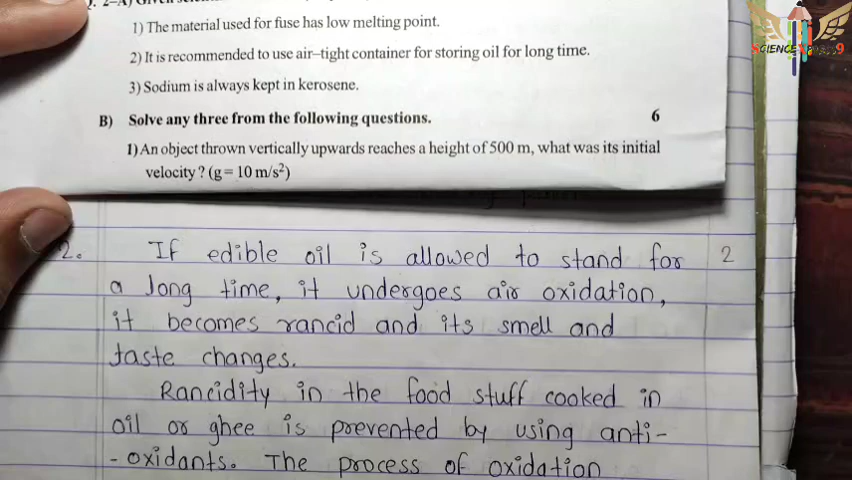 1) The material used for fuse has low melting point.
2) It is recommended to use air-tight container for storing oil for long time.
3) Sodium is always kept in kerosene.
B) Solve any three from the following questions. 6
1) An object thrown vertically upwards reaches a height of 500 m, what was its initial
velocity ? (g = 10 m/s²)
2. If edible oil is allowed to stand for 2
a long time, it undergoes air oxidation,
it becomes rancid and its smell and
taste changes.
Rancidity in the food stuff cooked in
oil or ghee is prevented by using anti-
-oxidants. The process of oxidation